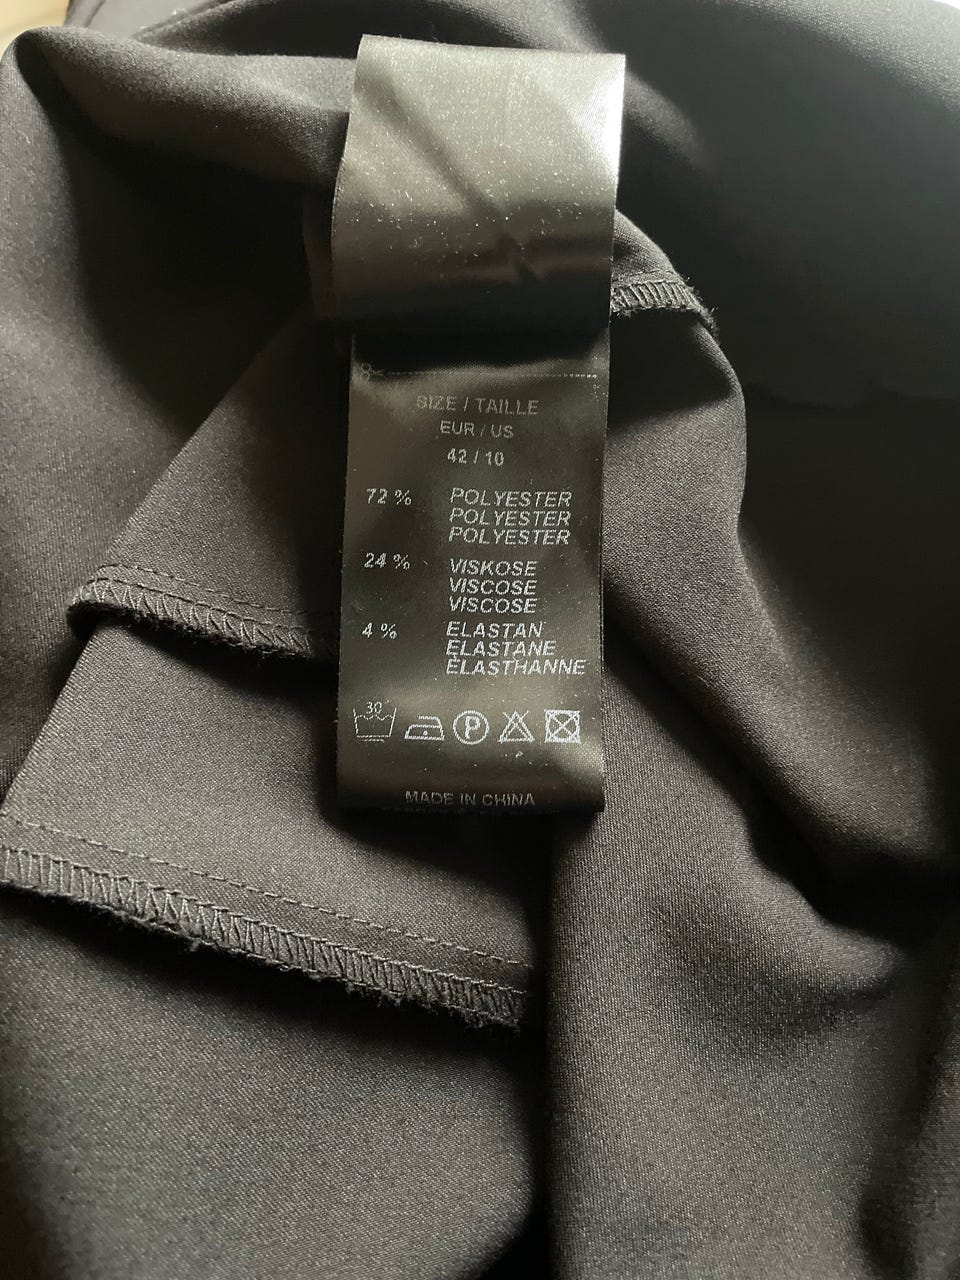 SIZE / TAILLE
EUR / US
42 / 10
72 % POLYESTER
POLYESTER
POLYESTER
24 % VISKOSE
VISCOSE
VISCOSE
4 % ELASTAN
ELASTANE
ÉLASTHANNE
30
P
MADE IN CHINA